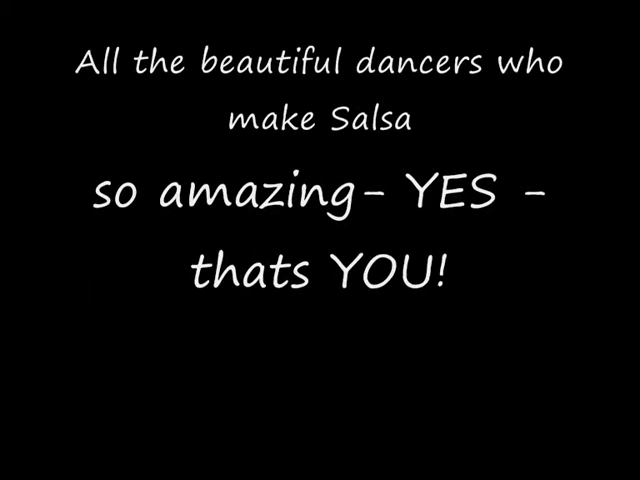 All the beautiful dancers who
make Salsa
so amazing- YES -
thats YOU!